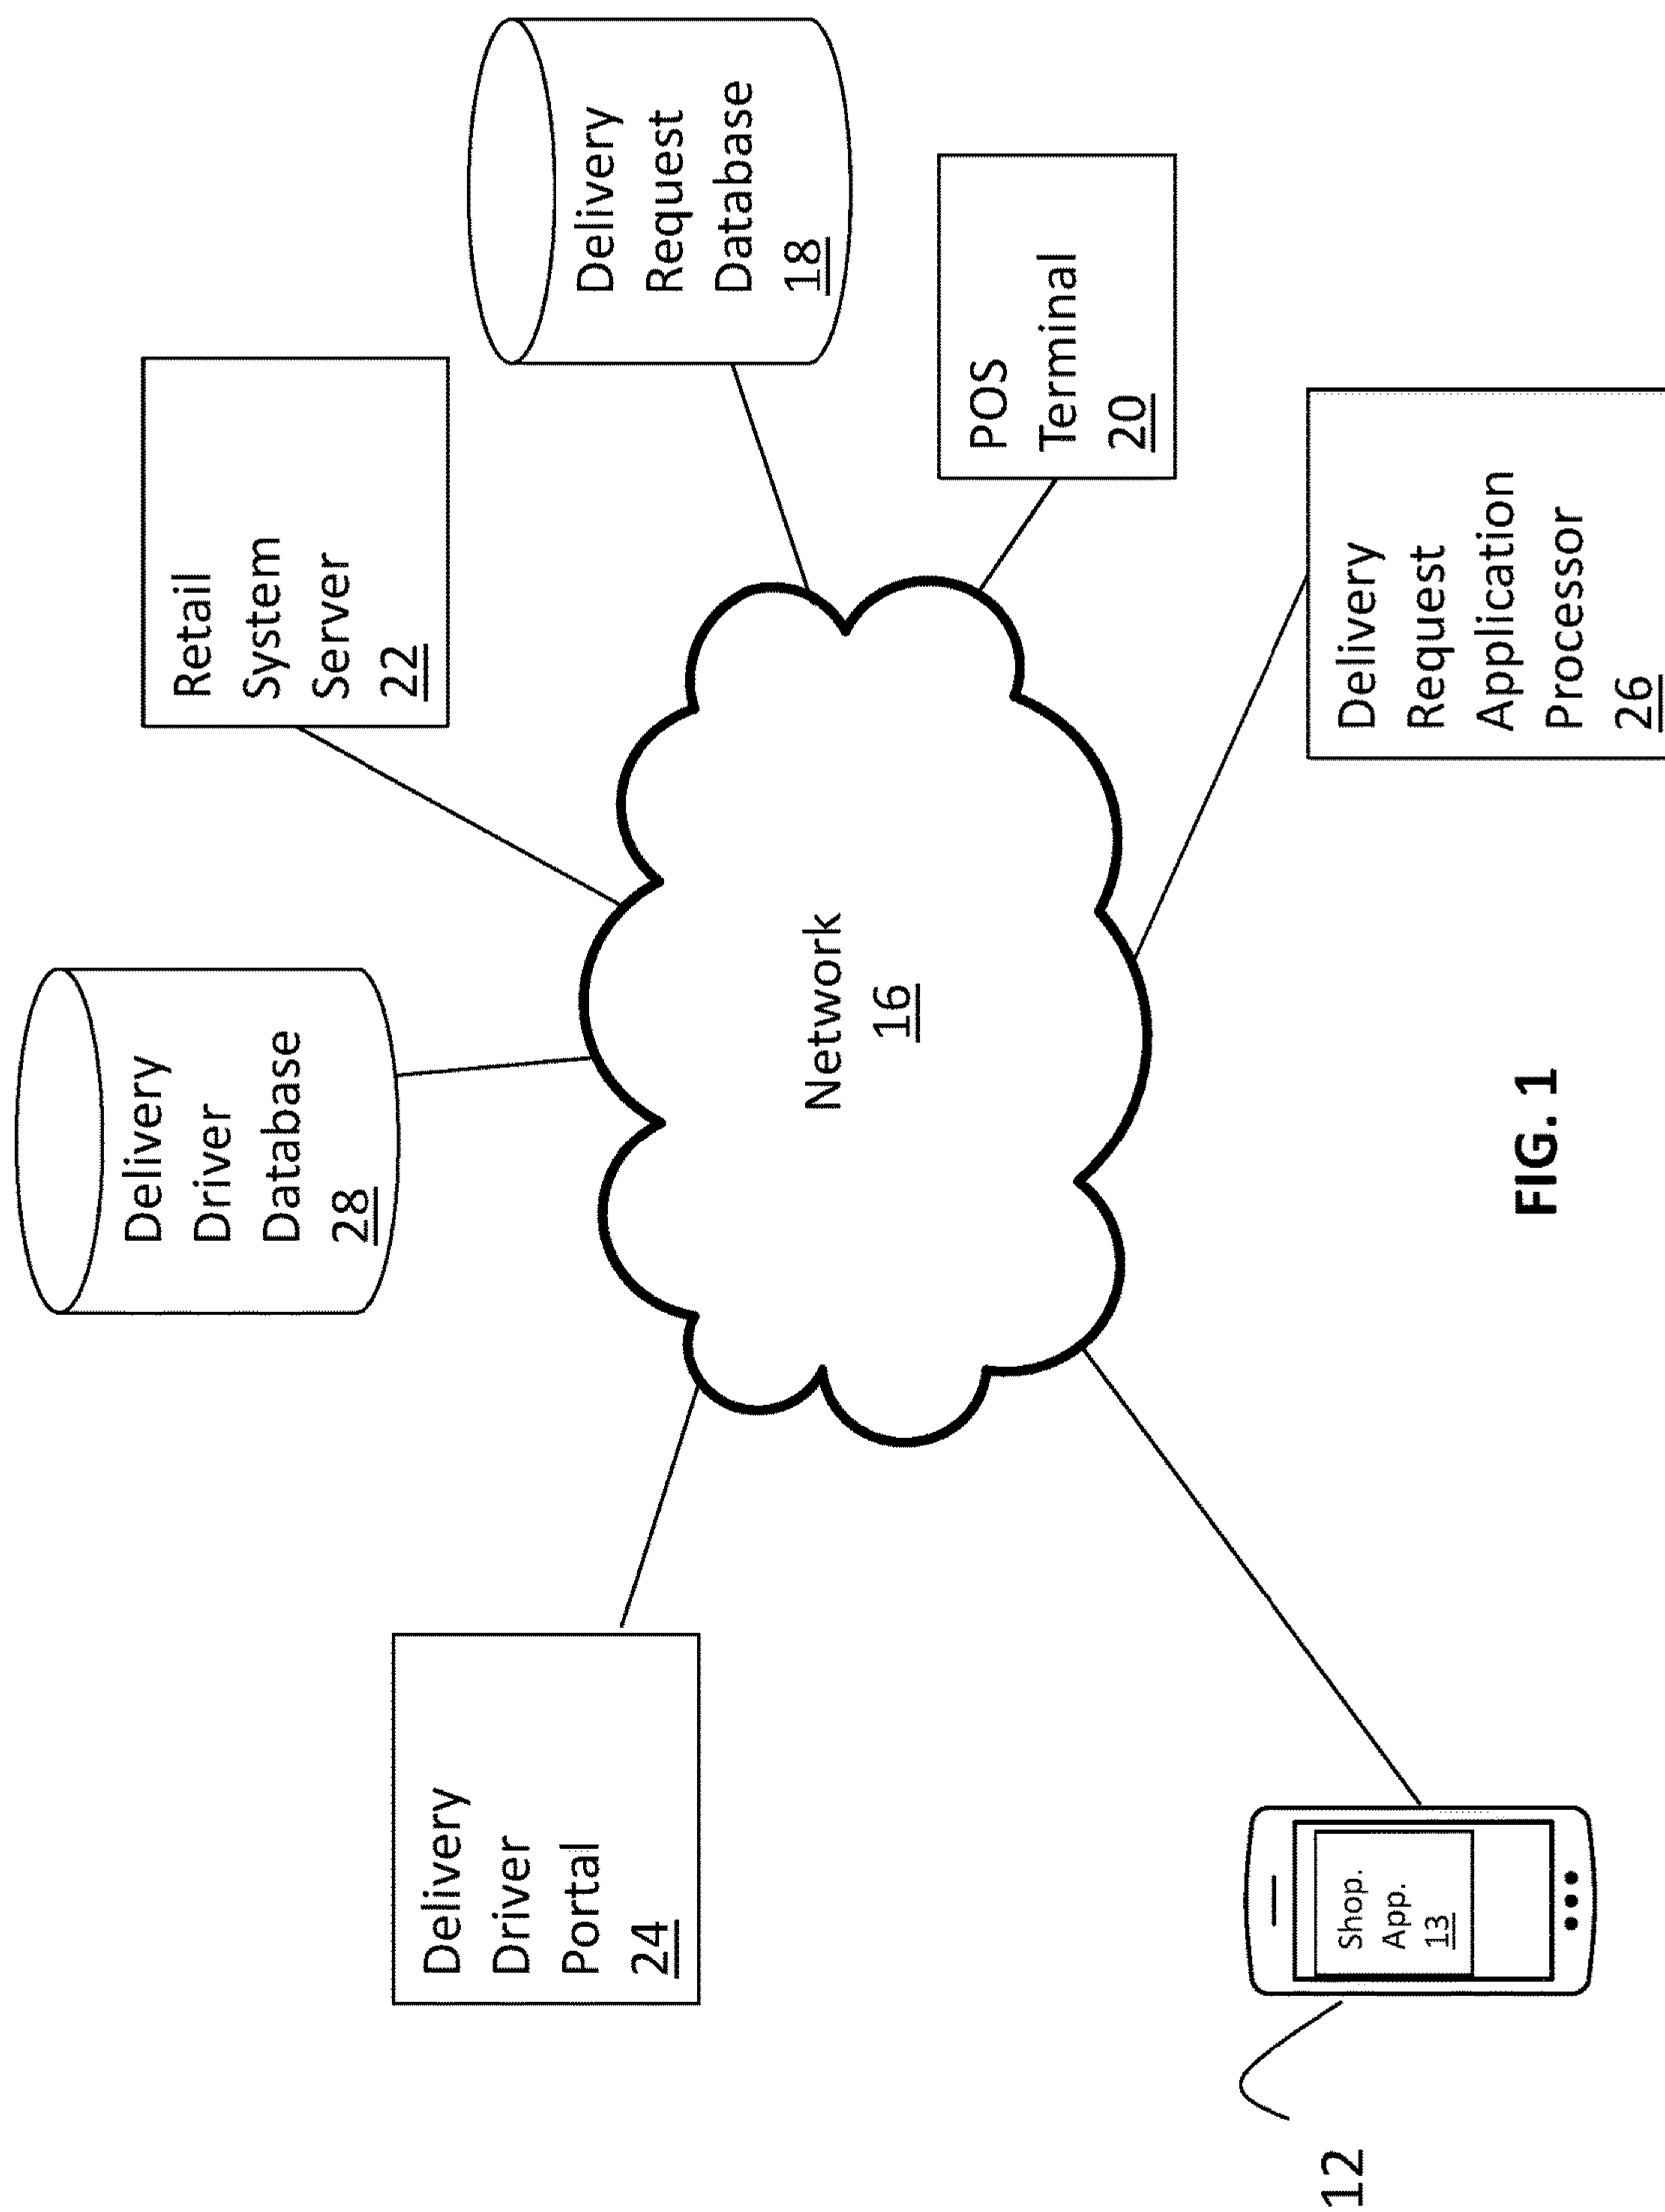 Delivery
Driver
Database
28
Retail
System
Server
22
Delivery
Request
Database
18
Delivery
Driver
Portal
24
Network
16
POS
Terminal
20
Shop.
App.
13
12
Delivery
Request
Application
Processor
26
FIG. 1